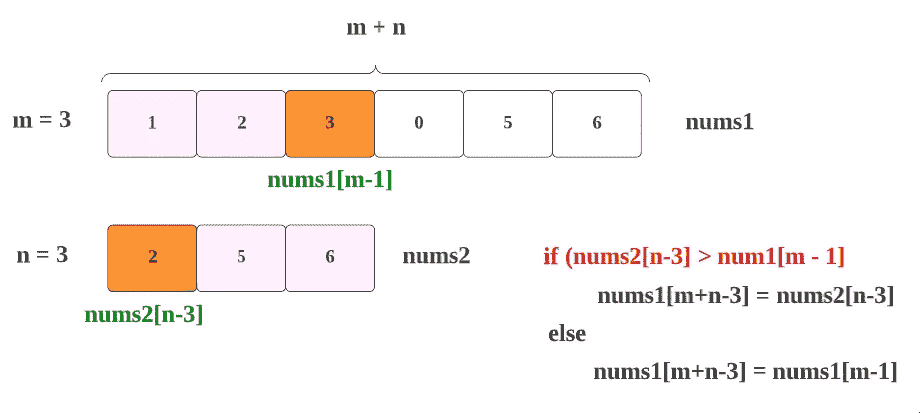 m + n
m = 3 1 2 3 0 5 6 nums1
nums1[m-1]
n = 3 2 5 6 nums2
nums2[n-3]
if (nums2[n-3] > num1[m - 1]
nums1[m+n-3] = nums2[n-3]
else
nums1[m+n-3] = nums1[m-1]